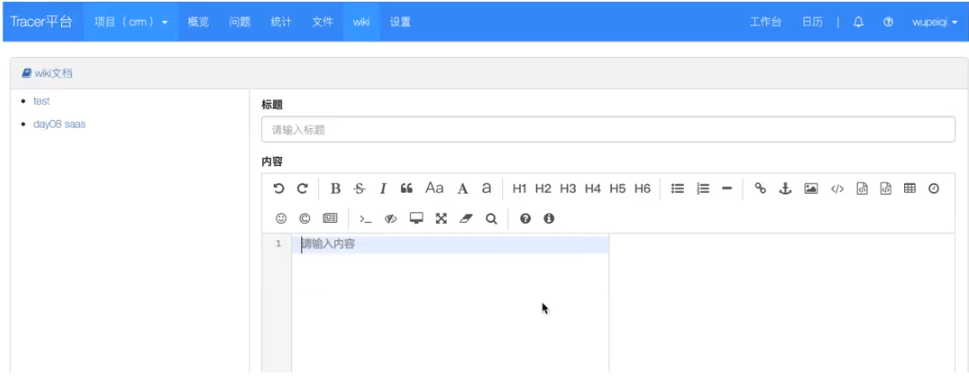 Tracer平台 项目（crm） 概览 问题 统计 文件 wiki 设置 工作台 日历 | wupeiqi
wiki文档
test
day08 saas
标题
请输入标题
内容
B S I Aa A a H1 H2 H3 H4 H5 H6
1 请输入内容